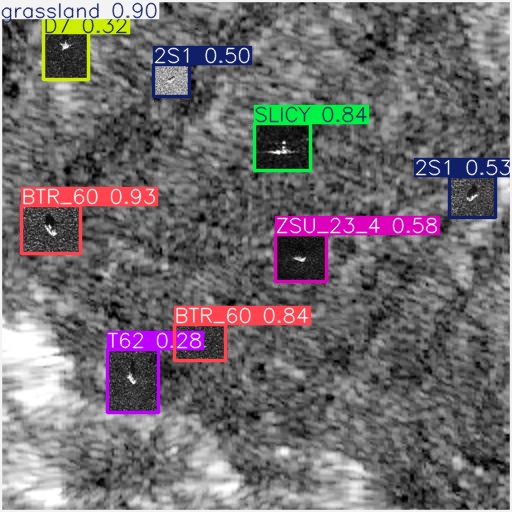 grassland 0.90
D7 0.32
2S1 0.50
SLICY 0.84
2S1 0.53
BTR_60 0.93
ZSU_23_4 0.58
BTR_60 0.84
T62 0.28